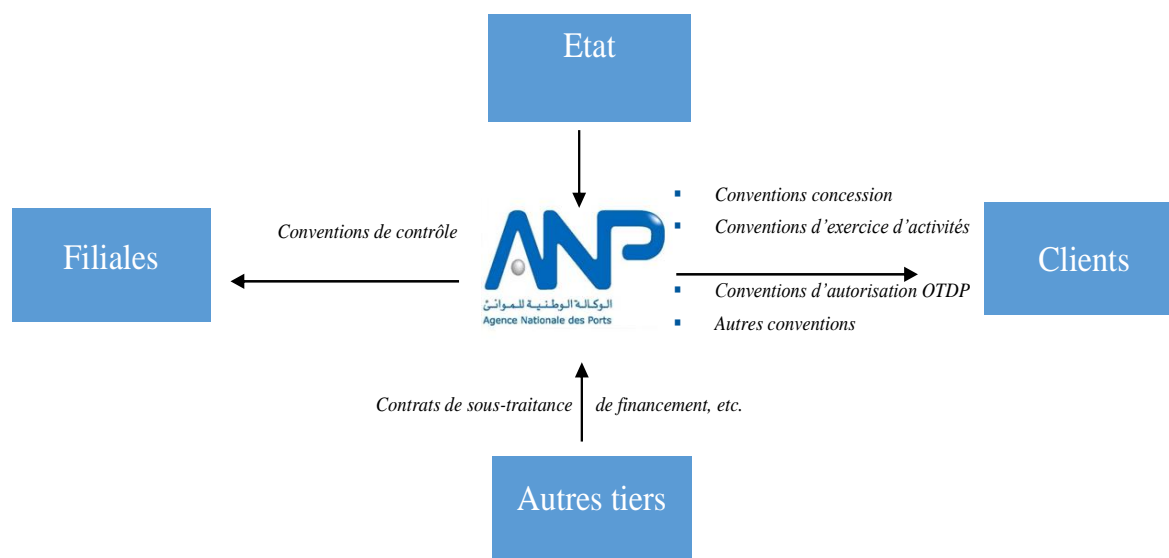 Etat
Filiales
Conventions de contrôle
ANP
الوكالة الوطنية للموانئ
Agence Nationale des Ports
▪ Conventions concession
▪ Conventions d’exercice d’activités
▪ Conventions d’autorisation OTDP
▪ Autres conventions
Clients
Contrats de sous-traitance de financement, etc.
Autres tiers